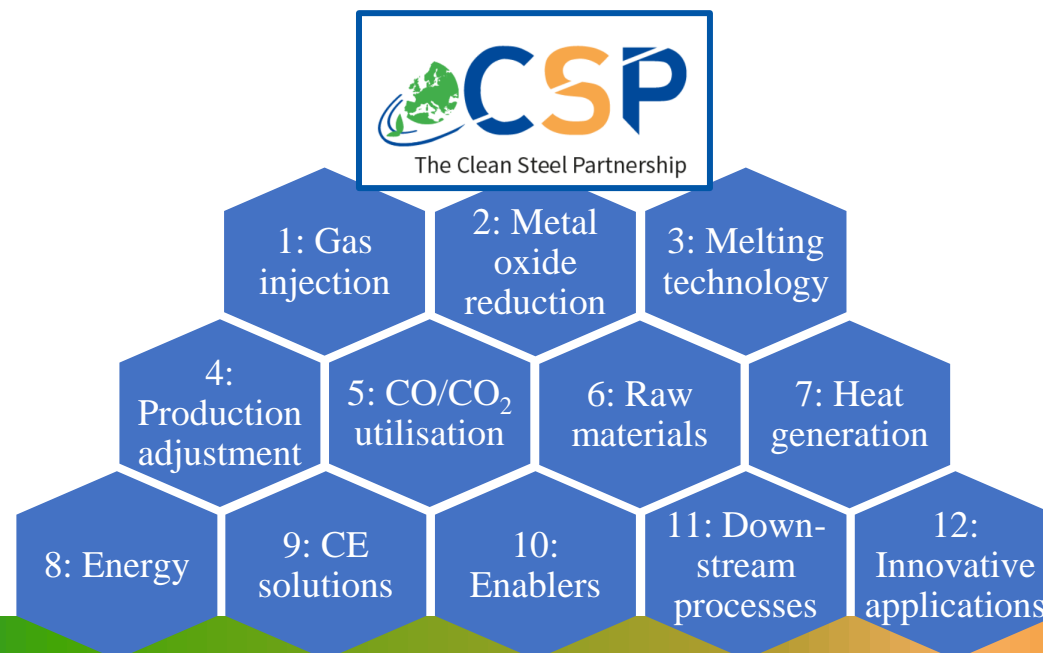 CSP
The Clean Steel Partnership
1: Gas
injection
2: Metal
oxide
reduction
3: Melting
technology
4:
Production
adjustment
5: CO/CO₂
utilisation
6: Raw
materials
7: Heat
generation
8: Energy
9: CE
solutions
10:
Enablers
11: Down-
stream
processes
12:
Innovative
applications